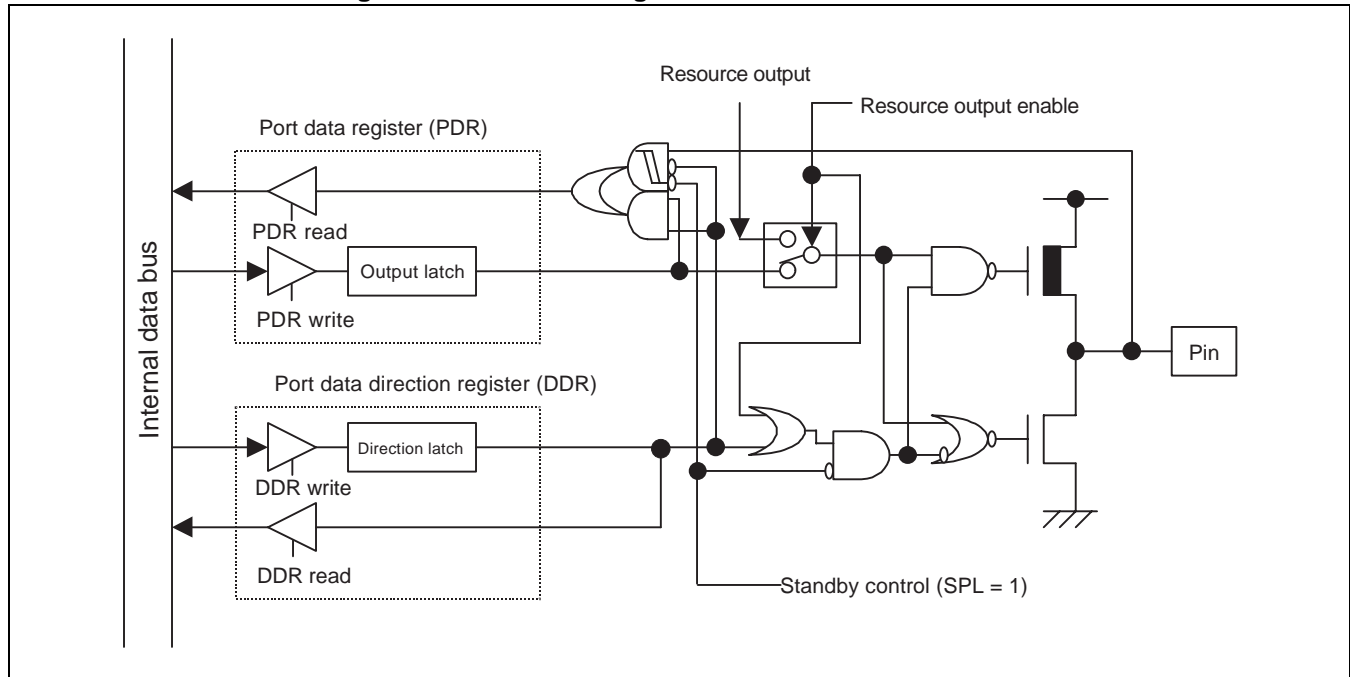 Resource output
Resource output enable
Port data register (PDR)
PDR read
Output latch
PDR write
Internal data bus
Pin
Port data direction register (DDR)
Direction latch
DDR write
DDR read
Standby control (SPL = 1)